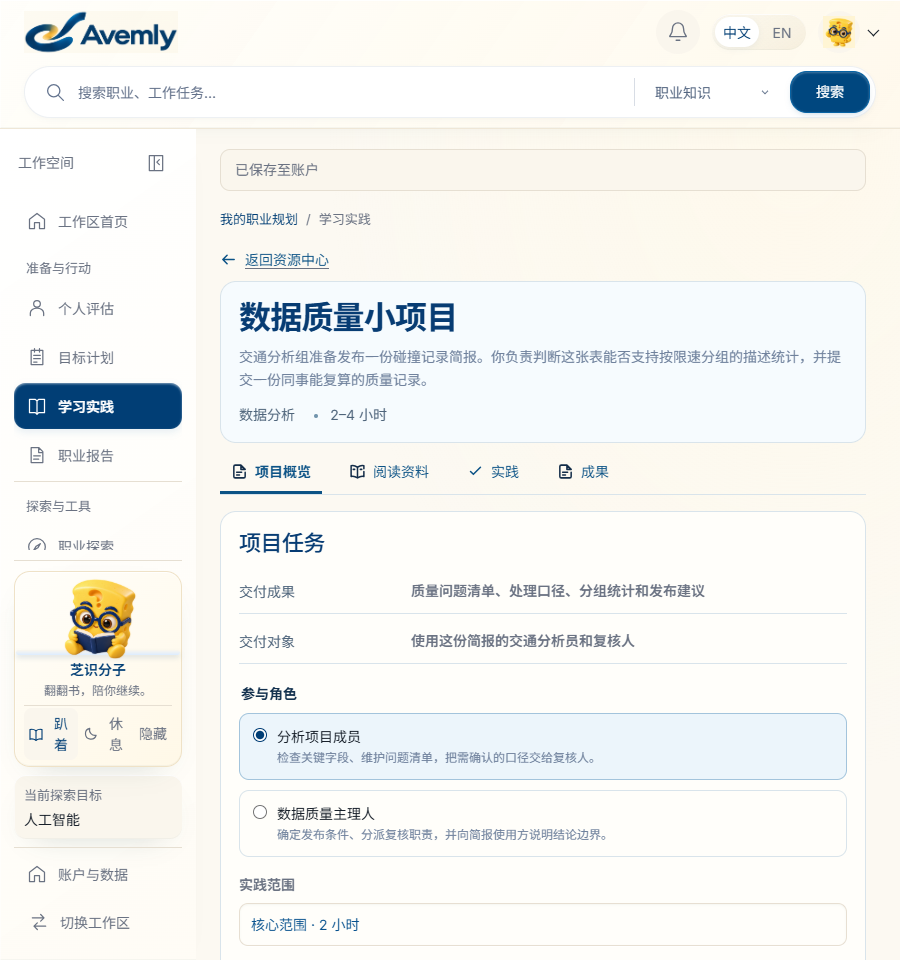 Avemly
中文
EN
搜索职业、工作任务...
职业知识
搜索
工作空间
工作区首页
准备与行动
个人评估
目标计划
学习实践
职业报告
探索与工具
职业探索
芝识分子
翻翻书，陪你继续。
趴着
休息
隐藏
当前探索目标
人工智能
账户与数据
切换工作区
已保存至账户
我的职业规划 / 学习实践
返回资源中心
数据质量小项目
交通分析组准备发布一份碰撞记录简报。你负责判断这张表能否支持按限速分组的描述统计，并提
交一份同事能复算的质量记录。
数据分析 • 2–4 小时
项目概览
阅读资料
实践
成果
项目任务
交付成果 质量问题清单、处理口径、分组统计和发布建议
交付对象 使用这份简报的交通分析员和复核人
参与角色
分析项目成员
检查关键字段、维护问题清单，把需确认的口径交给复核人。
数据质量主理人
确定发布条件、分派复核职责，并向简报使用方说明结论边界。
实践范围
核心范围 · 2 小时